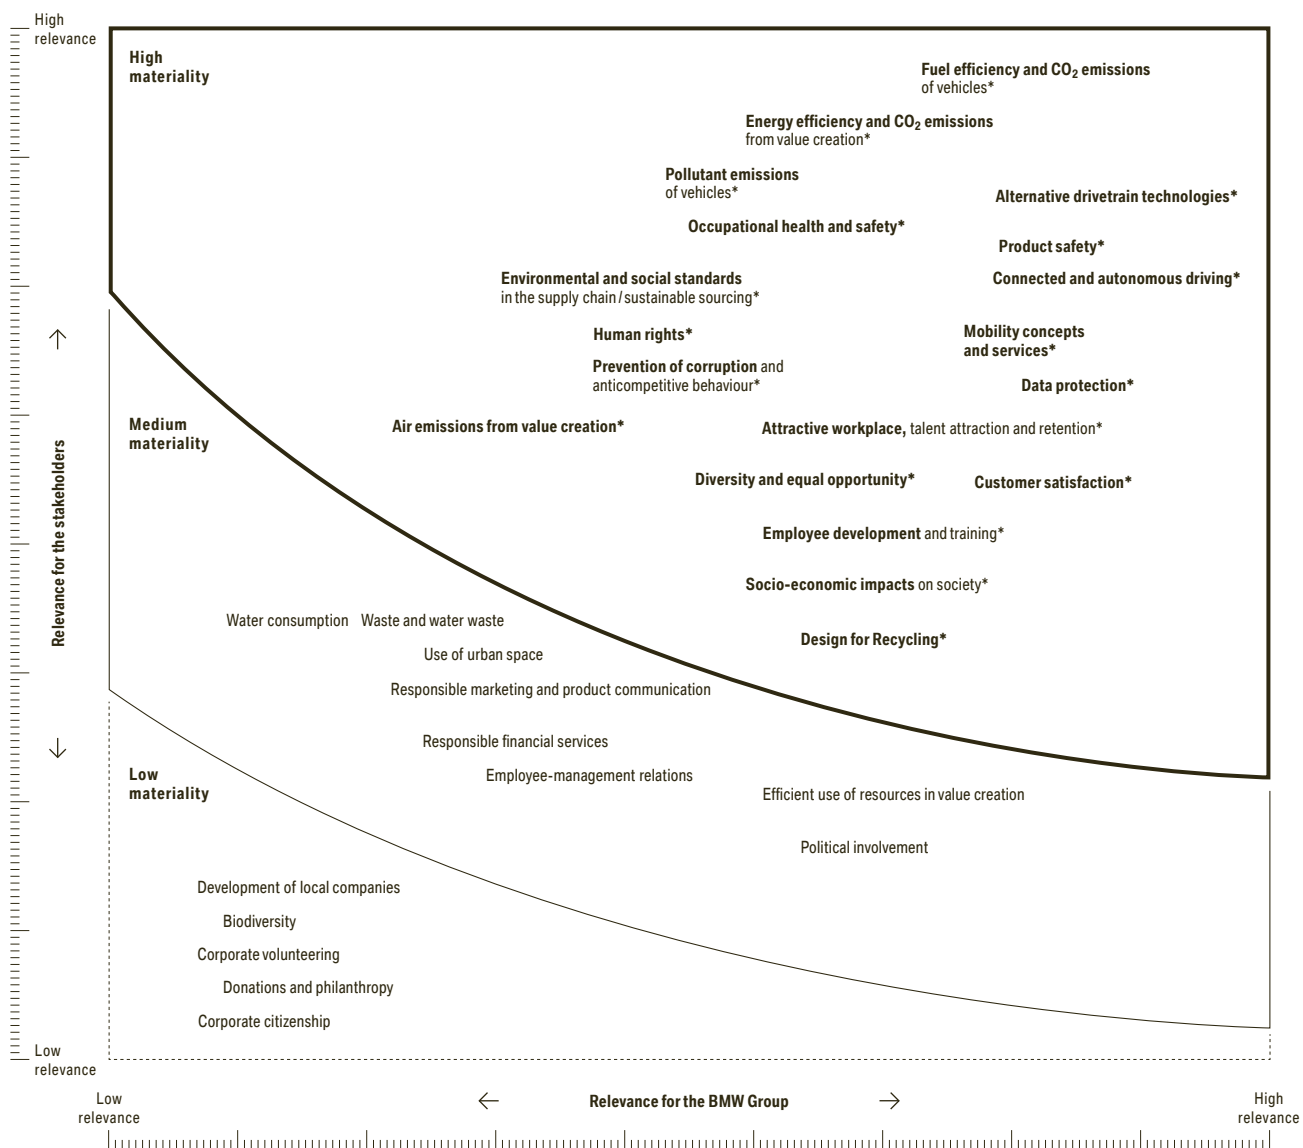 High
relevance
High
materiality
Fuel efficiency and CO₂ emissions
of vehicles*
Energy efficiency and CO₂ emissions
from value creation*
Pollutant emissions
of vehicles*
Alternative drivetrain technologies*
Occupational health and safety*
Product safety*
Environmental and social standards
in the supply chain / sustainable sourcing*
Connected and autonomous driving*
Human rights*
Mobility concepts
and services*
Prevention of corruption and
anticompetitive behaviour*
Data protection*
Medium
materiality
Air emissions from value creation*
Attractive workplace, talent attraction and retention*
Diversity and equal opportunity*
Customer satisfaction*
Employee development and training*
Relevance for the stakeholders
Socio-economic impacts on society*
Water consumption
Waste and water waste
Design for Recycling*
Use of urban space
Responsible marketing and product communication
Responsible financial services
Low
materiality
Employee-management relations
Efficient use of resources in value creation
Political involvement
Development of local companies
Biodiversity
Corporate volunteering
Donations and philanthropy
Corporate citizenship
Low
relevance
Low
relevance
Relevance for the BMW Group
High
relevance